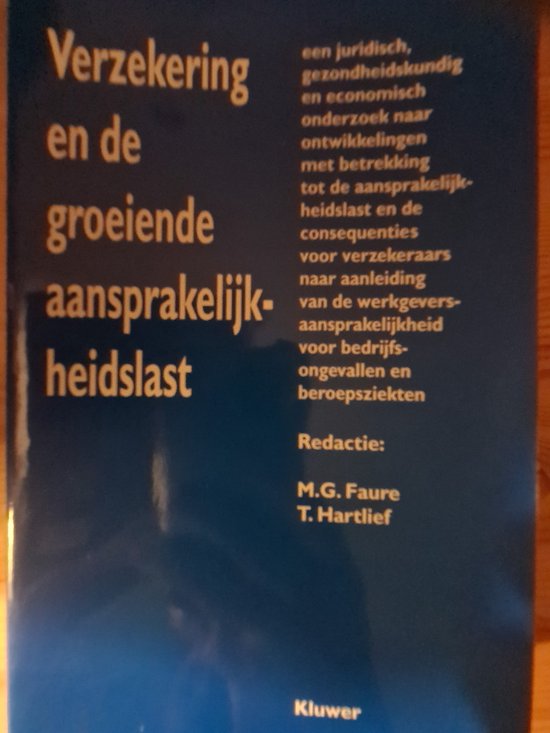 Verzekering
en de
groeiende
aansprakelijk-
heidslast
een juridisch,
gezondheidskundig
en economisch
onderzoek naar
ontwikkelingen
met betrekking
tot de aansprakelijk-
heidslast en de
consequenties
voor verzekeraars
naar aanleiding
van de werkgevers-
aansprakelijkheid
voor bedrijfs-
ongevallen en
beroepsziekten
Redactie:
M.G. Faure
T. Hartlief
Kluwer